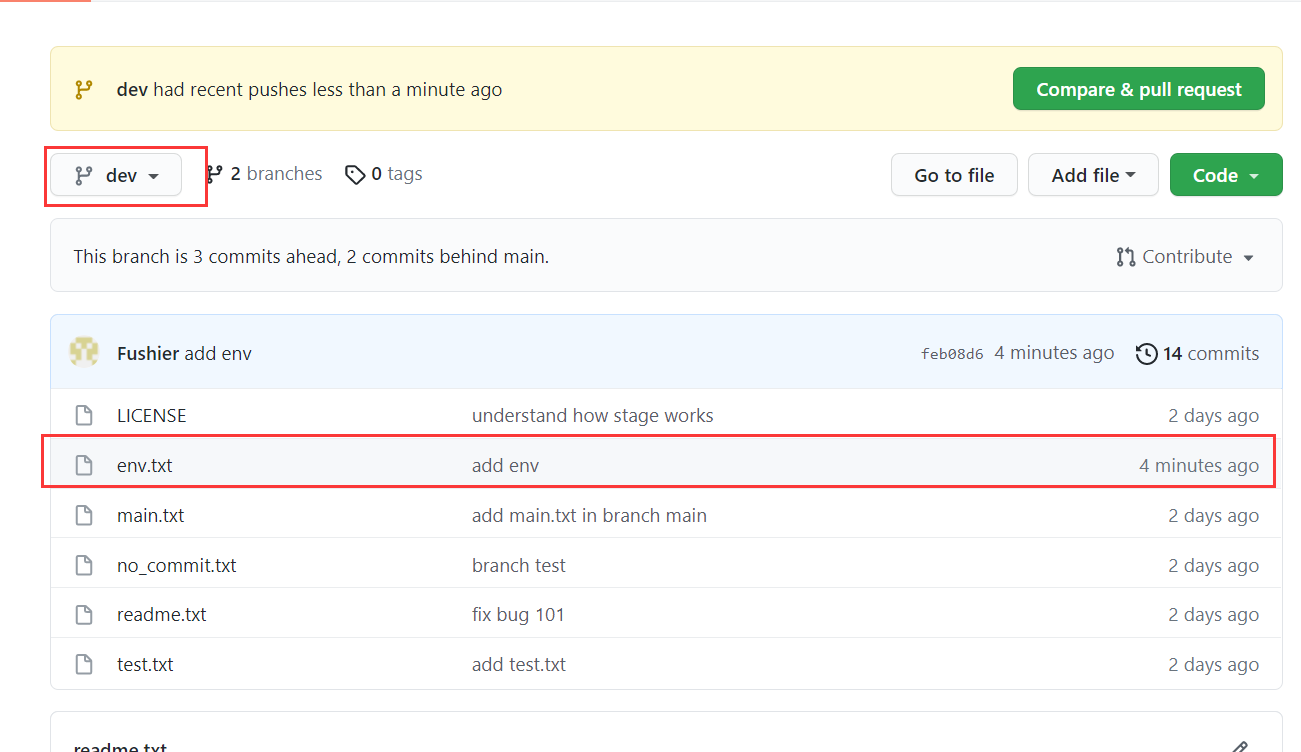 dev had recent pushes less than a minute ago Compare & pull request
dev 2 branches 0 tags Go to file Add file Code
This branch is 3 commits ahead, 2 commits behind main. Contribute
Fushier add env feb08d6 4 minutes ago 14 commits
LICENSE understand how stage works 2 days ago
env.txt add env 4 minutes ago
main.txt add main.txt in branch main 2 days ago
no_commit.txt branch test 2 days ago
readme.txt fix bug 101 2 days ago
test.txt add test.txt 2 days ago
readme.txt